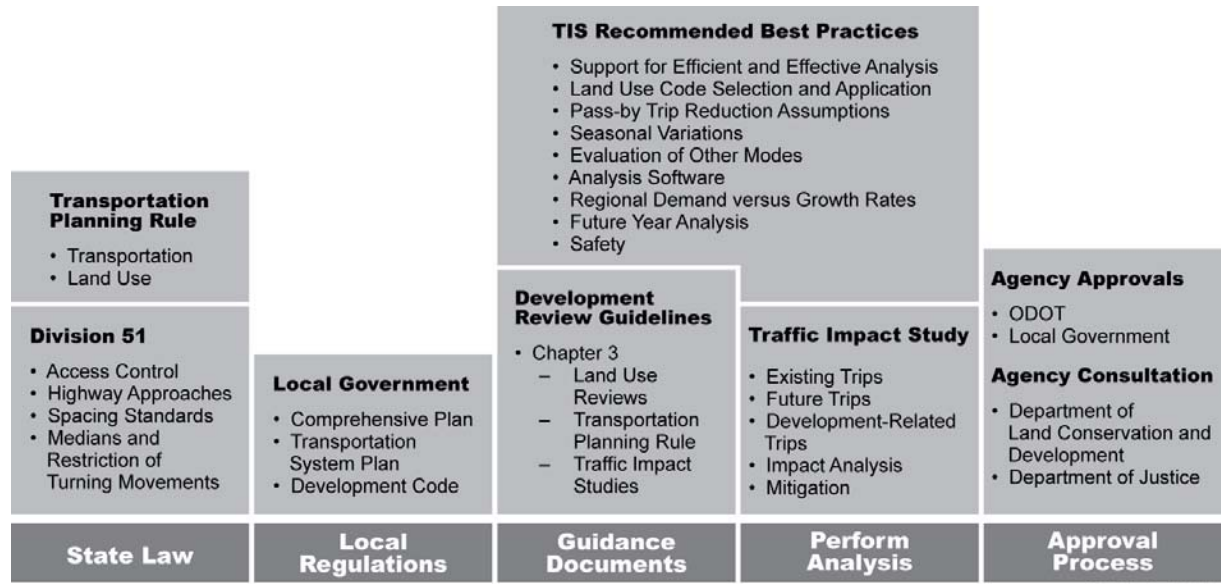 TIS Recommended Best Practices
• Support for Efficient and Effective Analysis
• Land Use Code Selection and Application
• Pass-by Trip Reduction Assumptions
• Seasonal Variations
• Evaluation of Other Modes
• Analysis Software
• Regional Demand versus Growth Rates
• Future Year Analysis
• Safety
Transportation
Planning Rule
• Transportation
• Land Use
Division 51
• Access Control
• Highway Approaches
• Spacing Standards
• Medians and
Restriction of
Turning Movements
Local Government
• Comprehensive Plan
• Transportation
System Plan
• Development Code
Development
Review Guidelines
• Chapter 3
– Land Use
Reviews
– Transportation
Planning Rule
– Traffic Impact
Studies
Traffic Impact Study
• Existing Trips
• Future Trips
• Development-Related
Trips
• Impact Analysis
• Mitigation
Agency Approvals
• ODOT
• Local Government
Agency Consultation
• Department of
Land Conservation and
Development
• Department of Justice
State Law
Local
Regulations
Guidance
Documents
Perform
Analysis
Approval
Process